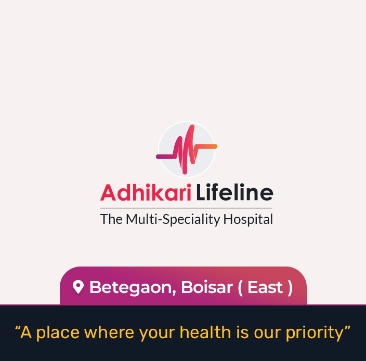 Adhikari Lifeline
The Multi-Speciality Hospital
Betegaon, Boisar ( East )
“A place where your health is our priority”